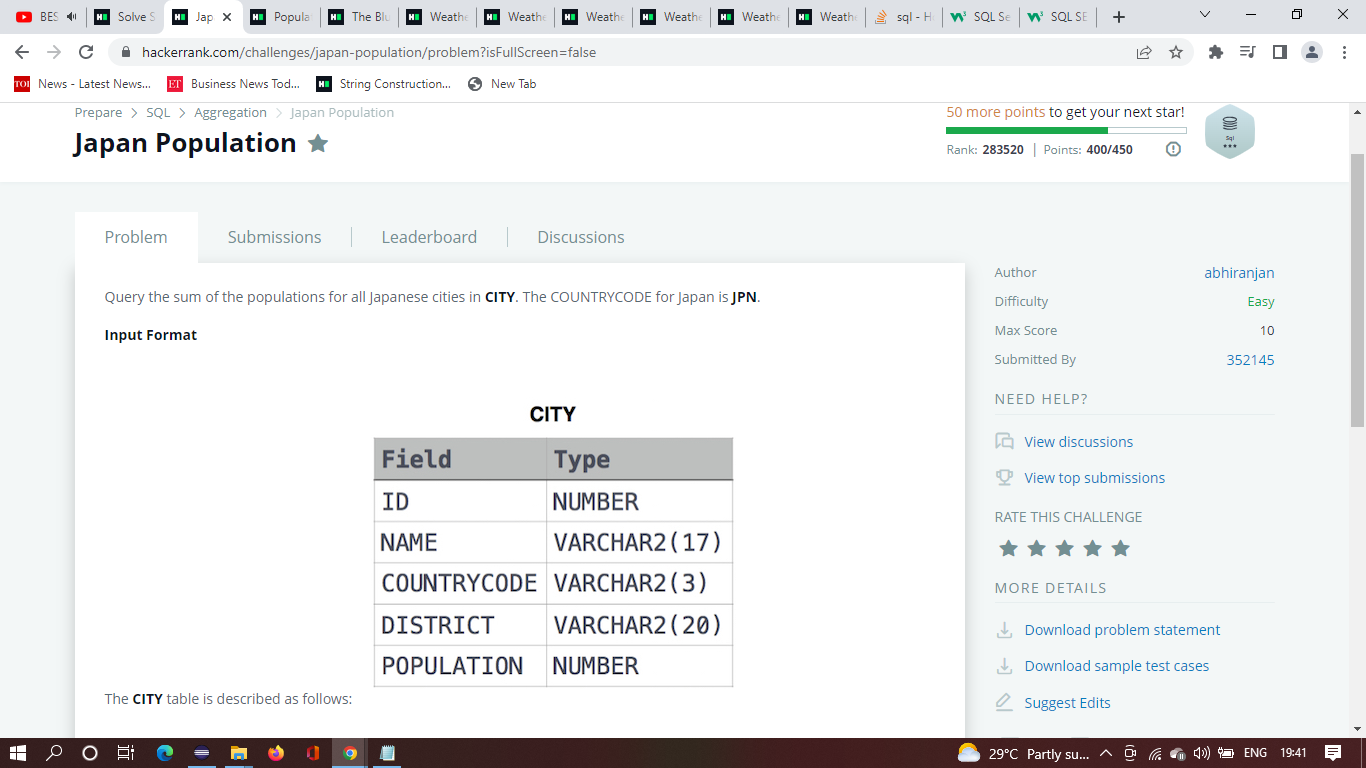 BES
Solve S
Jap
Popula
The Blu
Weathe
Weathe
Weathe
Weathe
Weathe
Weathe
sql - H
SQL Se
SQL SE
hackerrank.com/challenges/japan-population/problem?isFullScreen=false
TOI News - Latest News...
ET Business News Tod...
String Construction...
New Tab
Prepare > SQL > Aggregation > Japan Population
Japan Population
50 more points to get your next star!
Rank: 283520 | Points: 400/450
Sql
Problem
Submissions
Leaderboard
Discussions
Query the sum of the populations for all Japanese cities in CITY. The COUNTRYCODE for Japan is JPN.
Input Format
CITY
Field Type
ID NUMBER
NAME VARCHAR2(17)
COUNTRYCODE VARCHAR2(3)
DISTRICT VARCHAR2(20)
POPULATION NUMBER
The CITY table is described as follows:
Author abhiranjan
Difficulty Easy
Max Score 10
Submitted By 352145
NEED HELP?
View discussions
View top submissions
RATE THIS CHALLENGE
MORE DETAILS
Download problem statement
Download sample test cases
Suggest Edits
29°C Partly su...
ENG
19:41